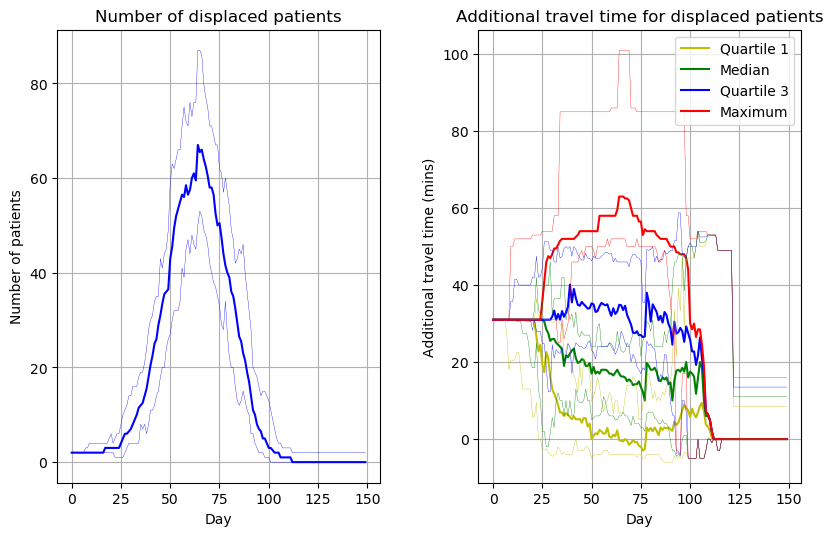 Number of displaced patients
Number of patients
80
60
40
20
0
0 25 50 75 100 125 150
Day
Additional travel time for displaced patients
Additional travel time (mins)
100
80
60
40
20
0
Quartile 1
Median
Quartile 3
Maximum
0 25 50 75 100 125 150
Day